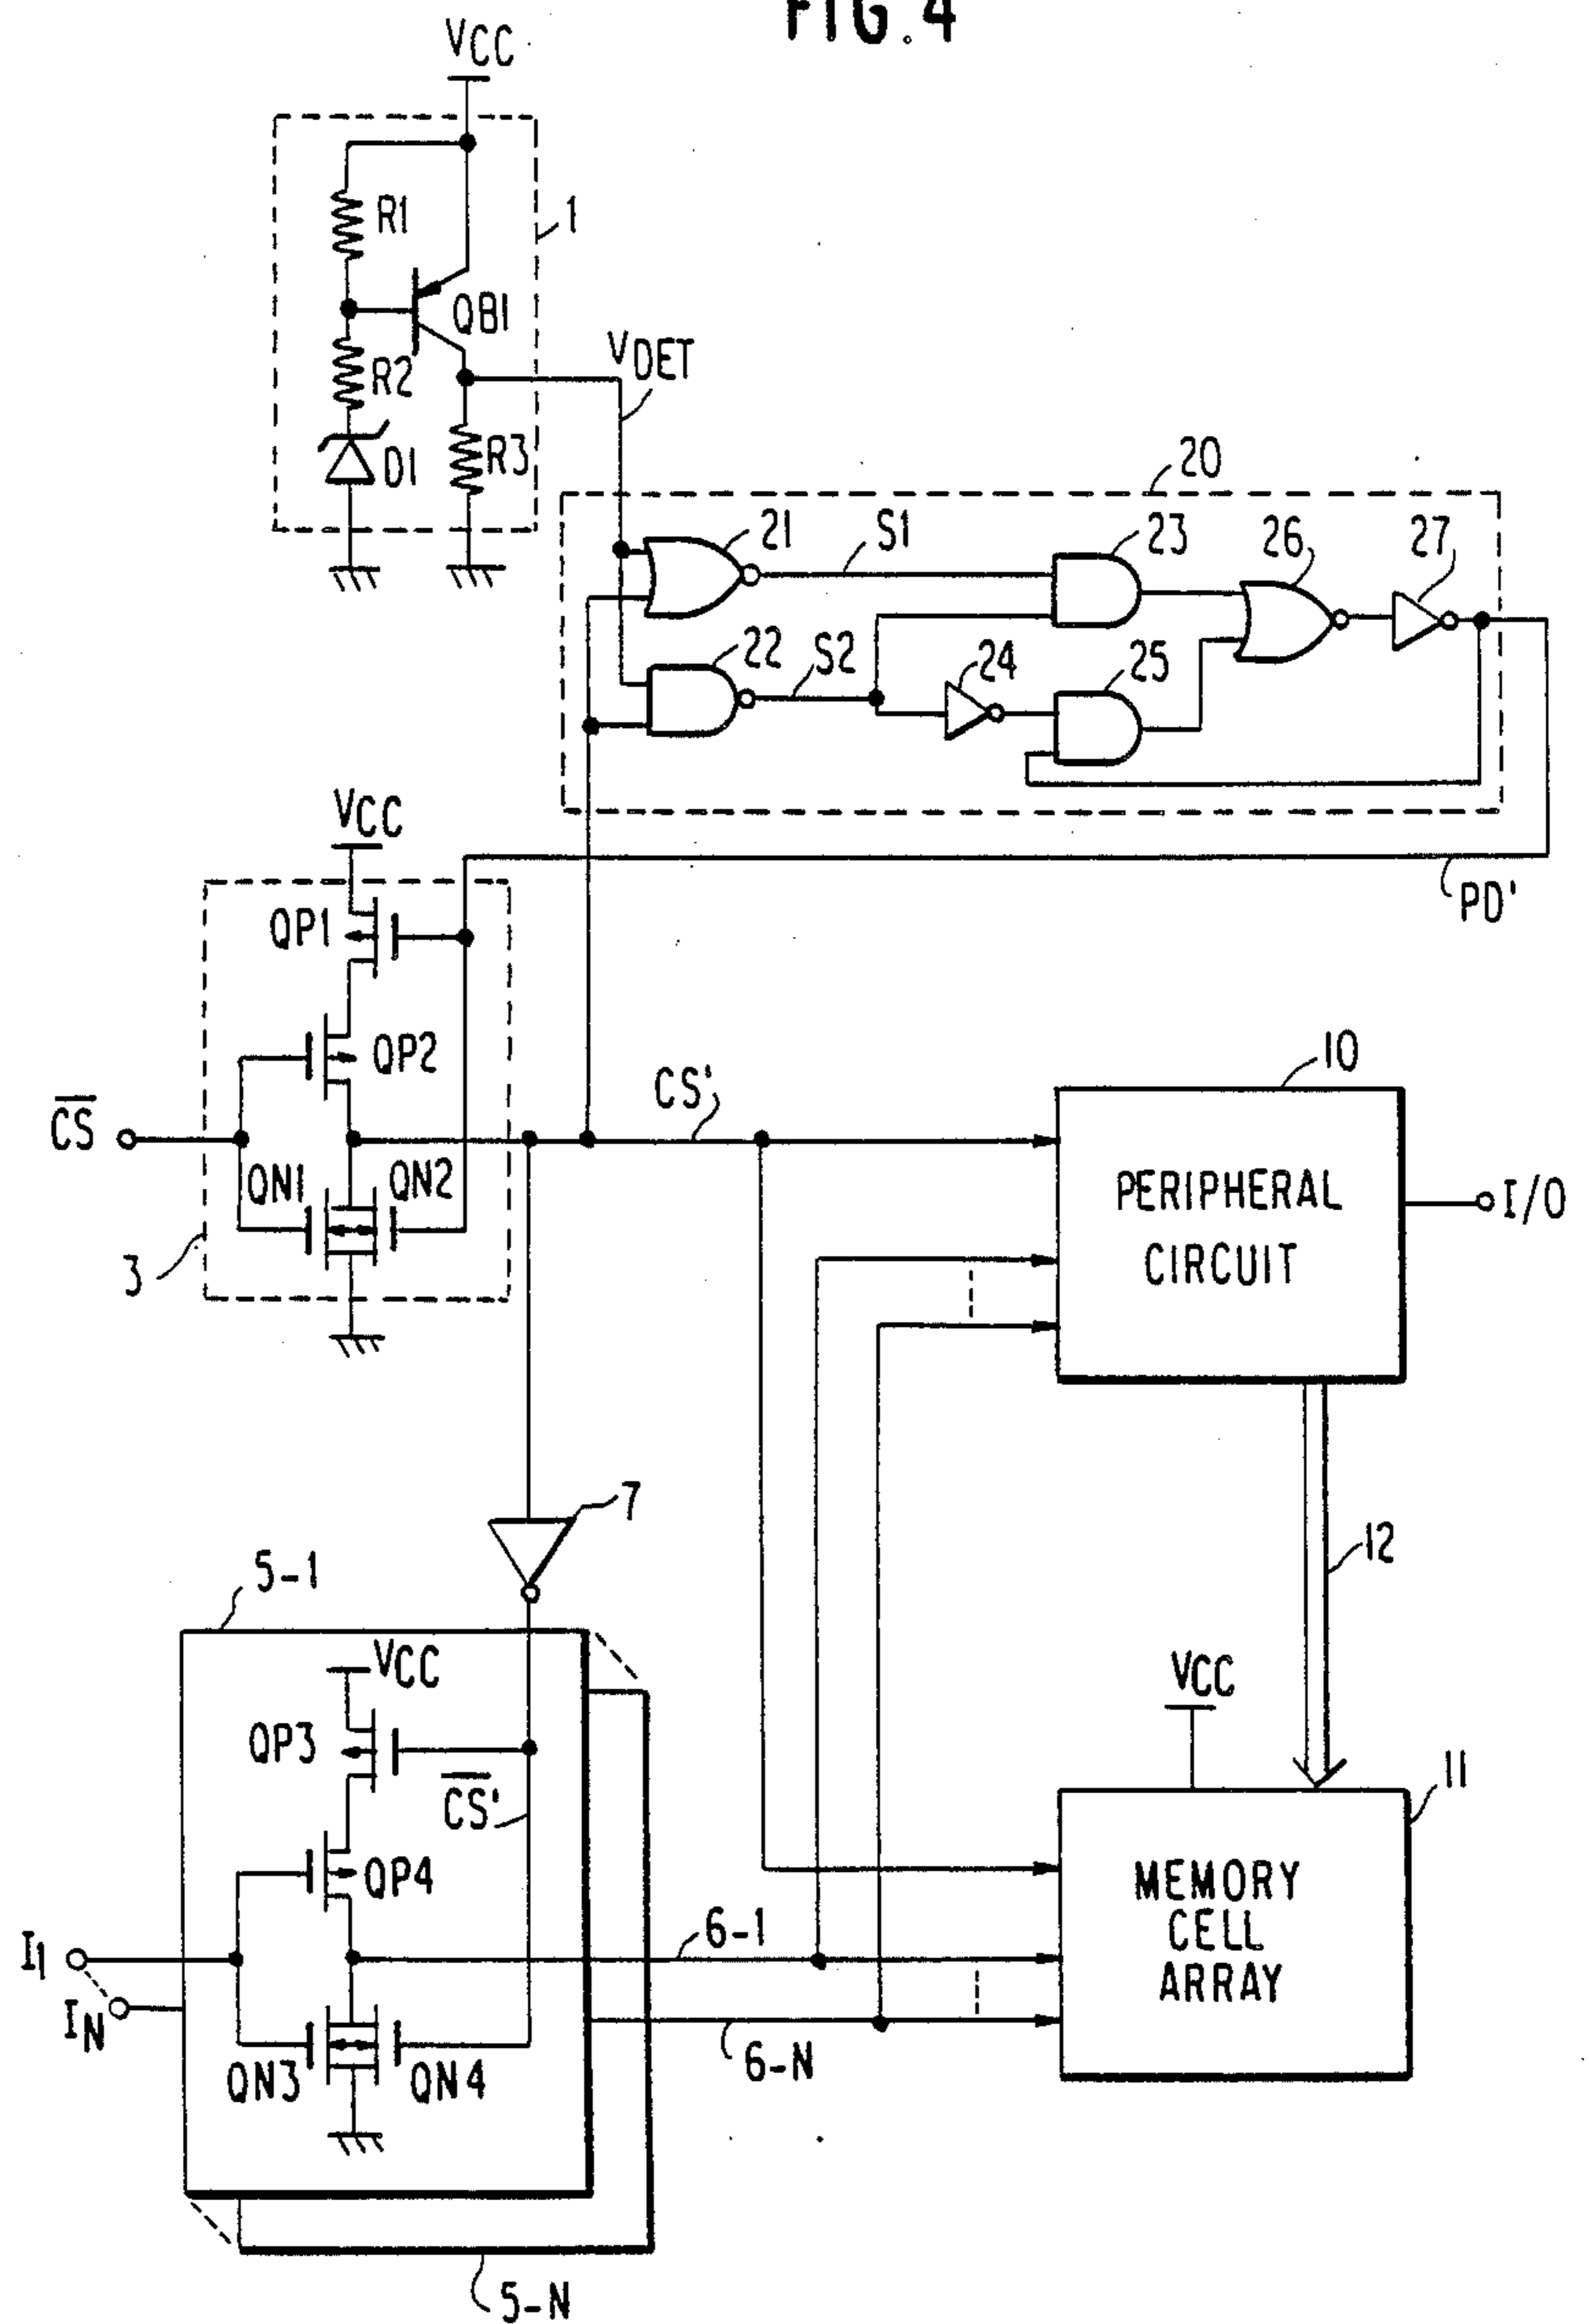 FIG. 4
VCC
R1
1
QB1
R2
VDET
D1
R3
20
21
S1
23
26
27
22
S2
24
25
VCC
PD'
QP1
QP2
10
CS'
CS
QN1
QN2
PERIPHERAL
CIRCUIT
I/O
3
7
12
5-1
VCC
VCC
QP3
CS'
11
QP4
MEMORY
CELL
ARRAY
6-1
I1
IN
6-N
QN3
QN4
5-N